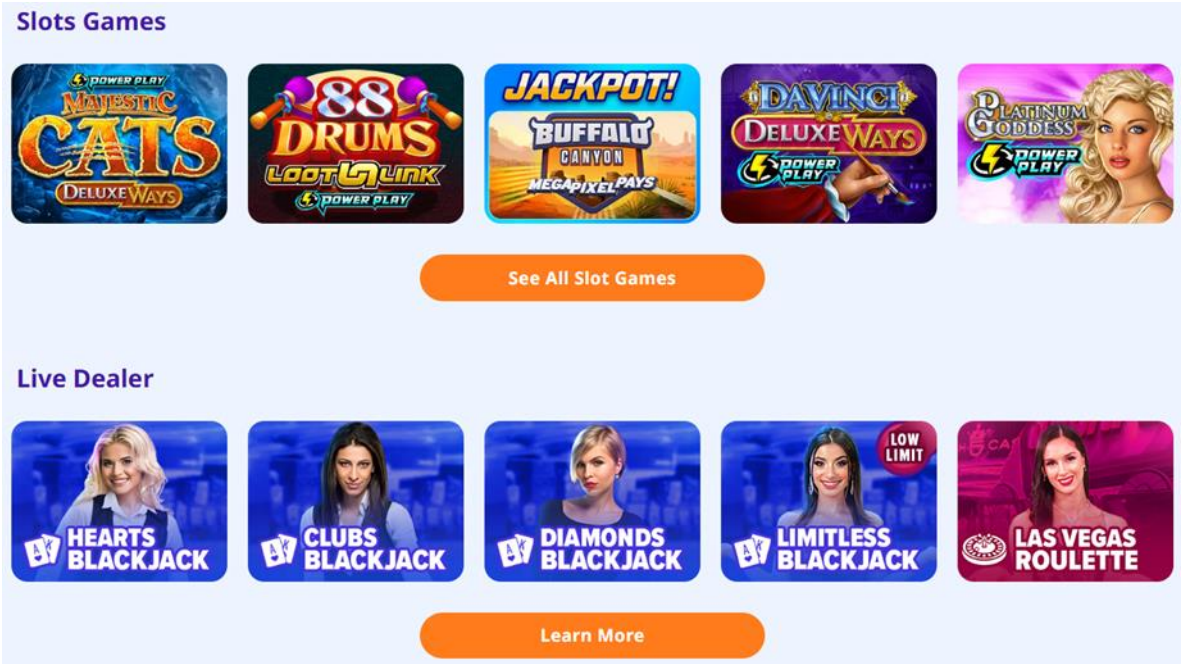 Slots Games
POWER PLAY
MAJESTIC
CATS
DELUXE WAYS
88
DRUMS
LOOT LINK
POWER PLAY
JACKPOT!
BUFFALO
CANYON
MEGAPIXEL PAYS
DAVINCI
DELUXE WAYS
POWER
PLAY
PLATINUM
GODDESS
POWER
PLAY
See All Slot Games
Live Dealer
HEARTS
BLACKJACK
CLUBS
BLACKJACK
DIAMONDS
BLACKJACK
LOW
LIMIT
LIMITLESS
BLACKJACK
LAS VEGAS
ROULETTE
Learn More